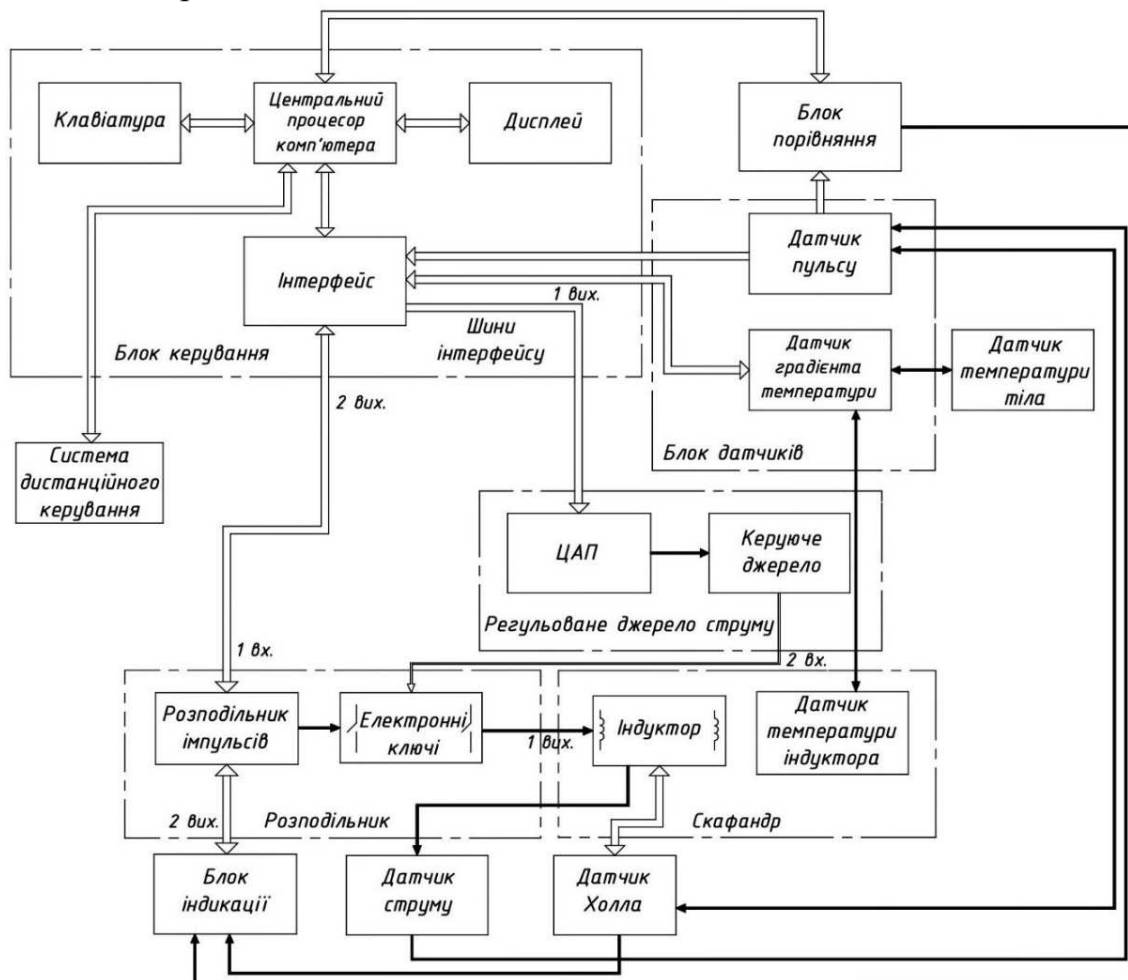 Клавіатура
Центральний
процесор
комп'ютера
Дисплей
Блок
порівняння
Датчик
пульсу
Інтерфейс
1 вих.
Шини
інтерфейсу
Блок керування
2 вих.
Датчик
градієнта
температури
Датчик
температури
тіла
Блок датчиків
Система
дистанційного
керування
ЦАП
Керуюче
джерело
Регульоване джерело струму
1 вх.
2 вх.
Розподільник
імпульсів
Електронні
ключі
1 вих.
Індуктор
Датчик
температури
індуктора
2 вих.
Розподільник
Скафандр
Блок
індикації
Датчик
струму
Датчик
Холла